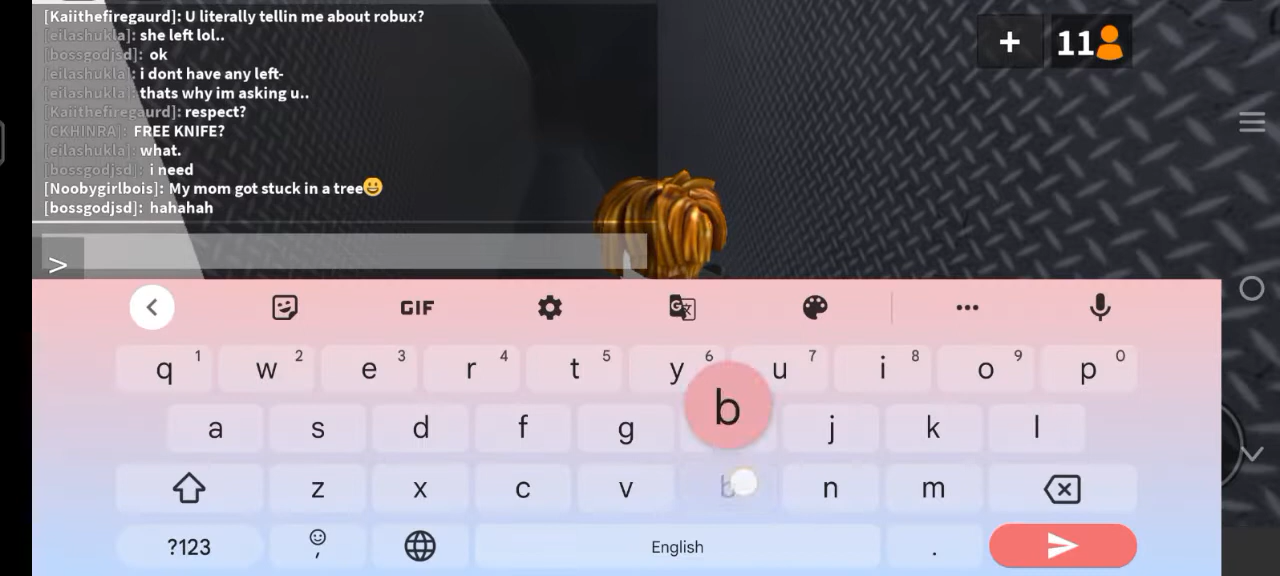 [Kaiithefiregaurd]: U literally tellin me about robux?
[eilashukla]: she left lol..
[bossgodjsd]: ok
[eilashukla]: i dont have any left-
[eilashukla]: thats why im asking u..
[Kaiithefiregaurd]: respect?
[CKHINRA]: FREE KNIFE?
[eilashukla]: what.
[bossgodjsd]: i need
[Noobygirlbois]: My mom got stuck in a tree😀
[bossgodjsd]: hahahah
+ 11
>
GIF
q 1 w 2 e 3 r 4 t 5 y 6 u 7 i 8 o 9 p 0
b
a s d f g j k l
z x c v b n m
?123 , English .